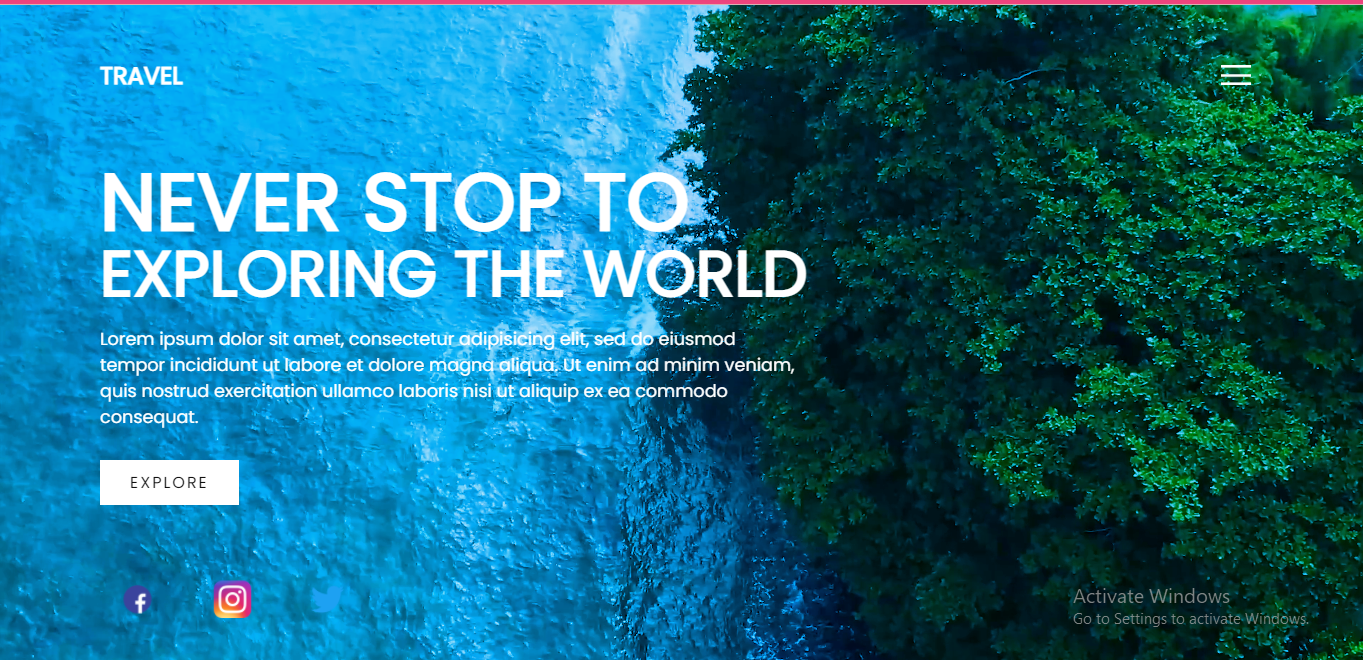 TRAVEL
NEVER STOP TO
EXPLORING THE WORLD
Lorem ipsum dolor sit amet, consectetur adipisicing elit, sed do eiusmod
tempor incididunt ut labore et dolore magna aliqua. Ut enim ad minim veniam,
quis nostrud exercitation ullamco laboris nisi ut aliquip ex ea commodo
consequat.
EXPLORE
Activate Windows
Go to Settings to activate Windows.